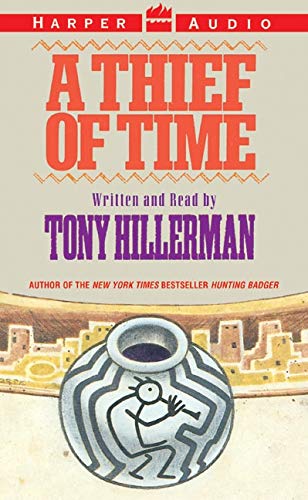 HARPER AUDIO
A THIEF
OF TIME
Written and Read by
TONY HILLERMAN
AUTHOR OF THE NEW YORK TIMES BESTSELLER HUNTING BADGER